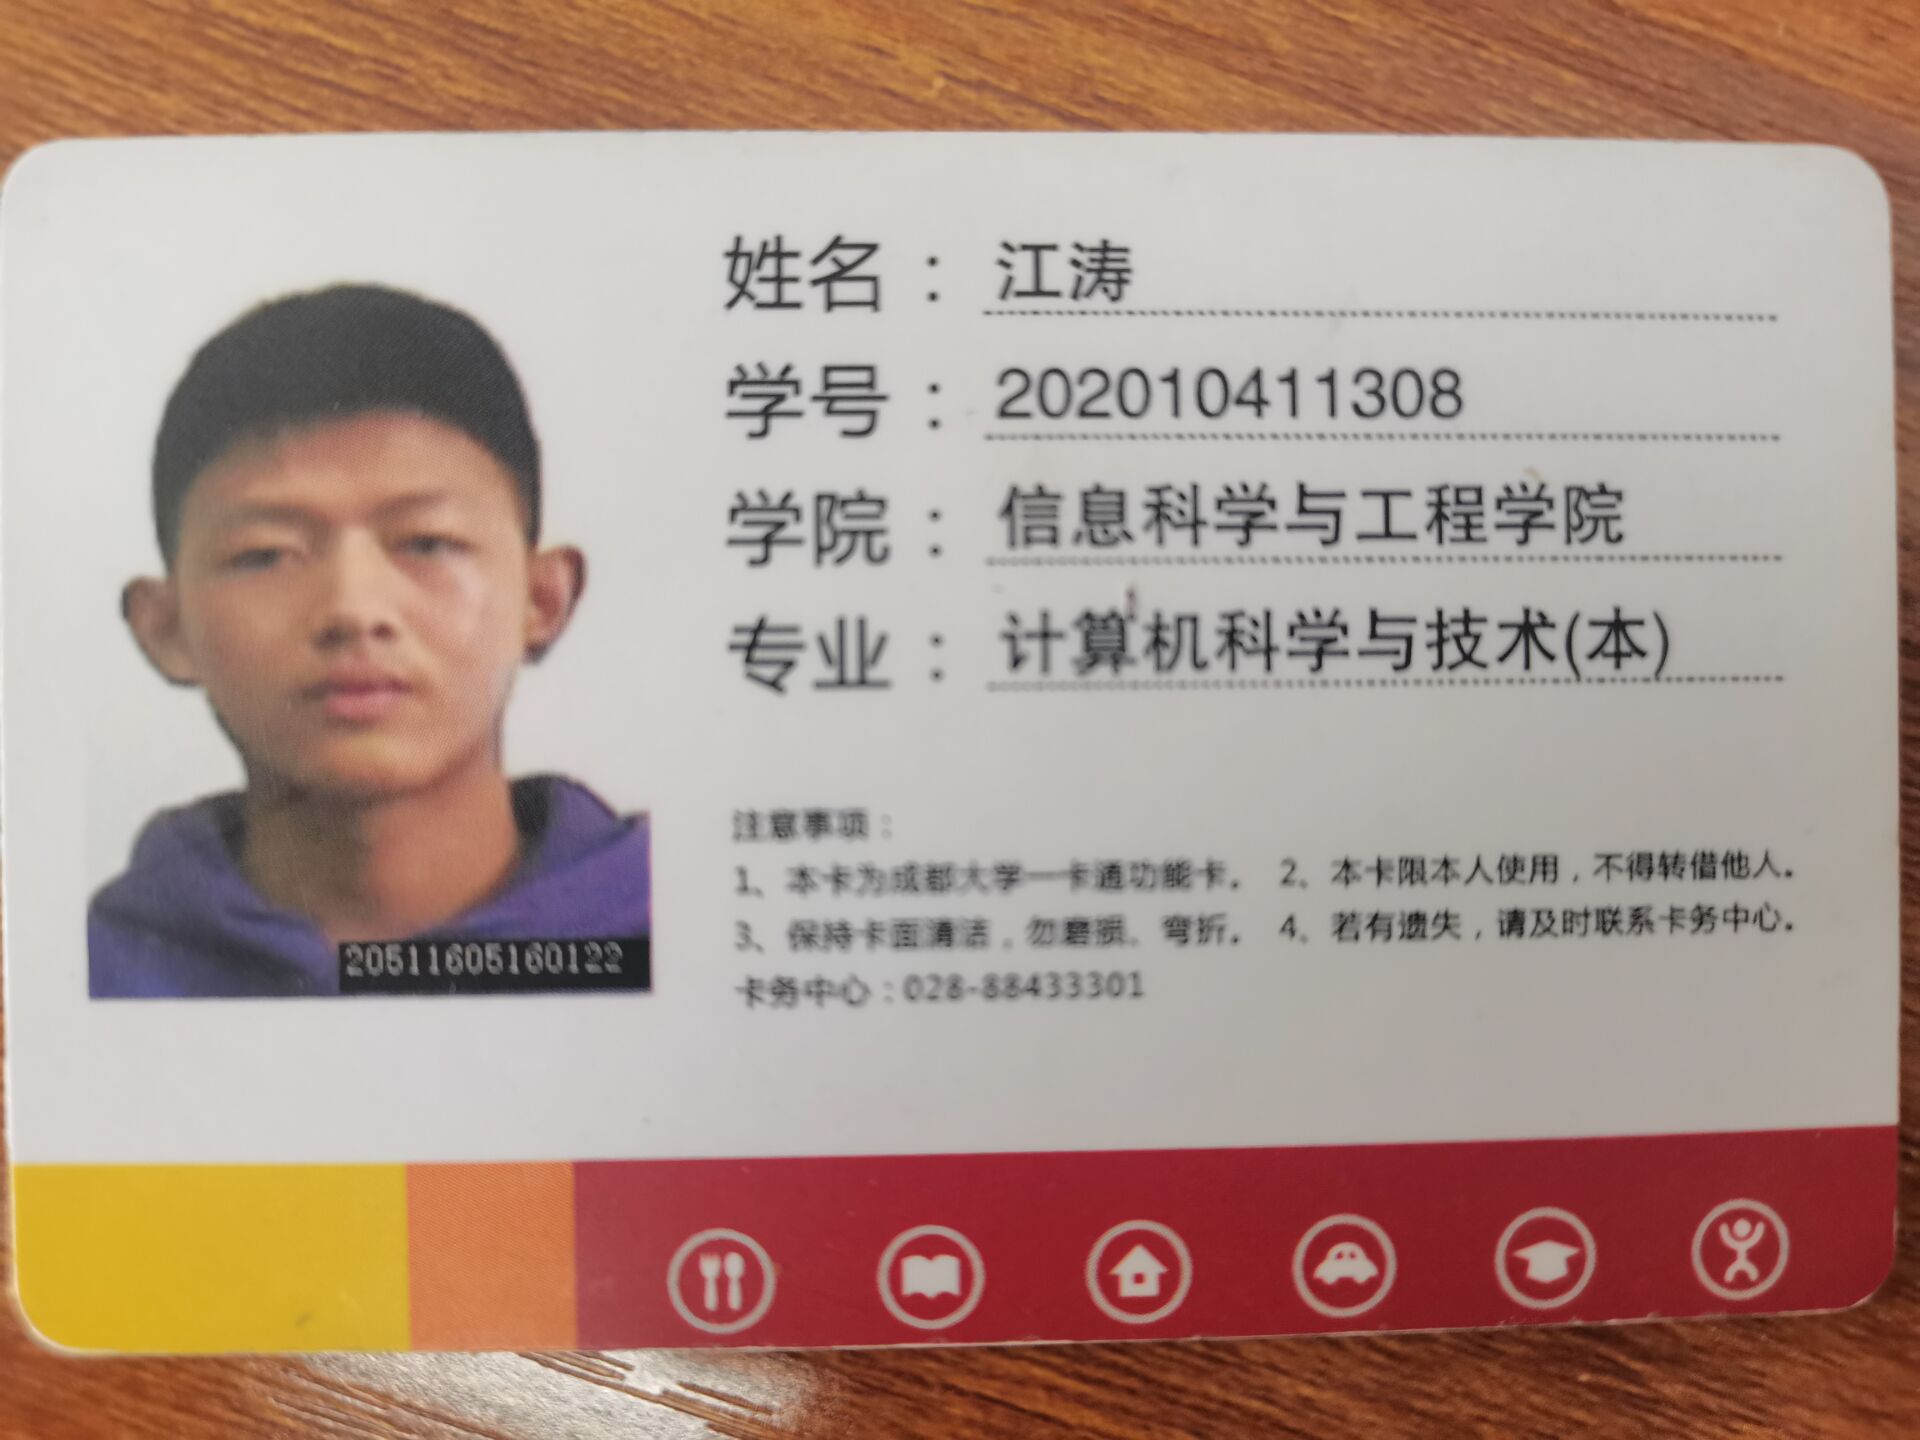 姓名：江涛
学号：202010411308
学院：信息科学与工程学院
专业：计算机科学与技术(本)
20511605160122
注意事项：
1、本卡为成都大学一卡通功能卡。 2、本卡限本人使用，不得转借他人。
3、保持卡面清洁，勿磨损、弯折。 4、若有遗失，请及时联系卡务中心。
卡务中心：028-88433301